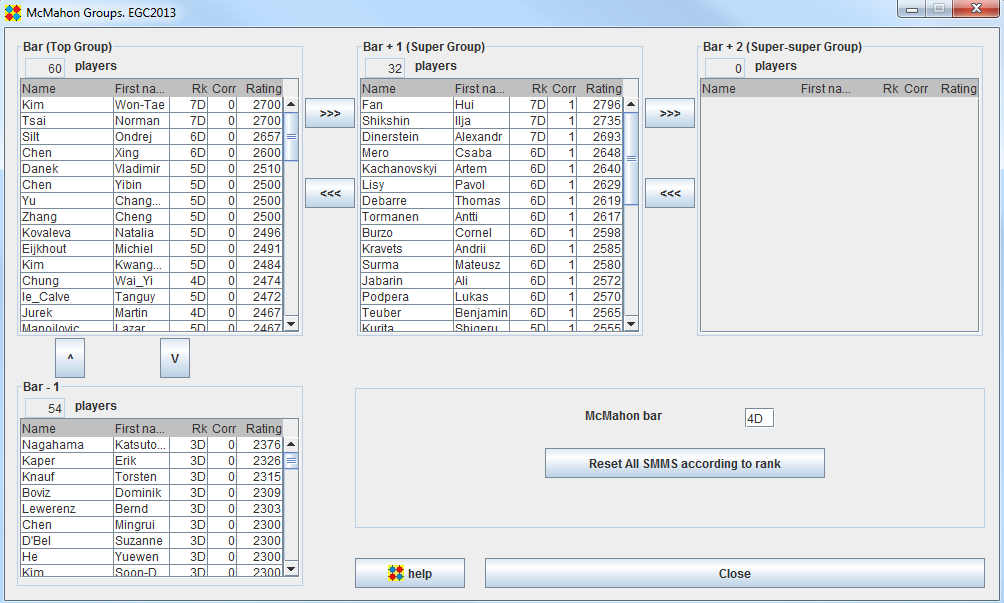 McMahon Groups. EGC2013
Bar (Top Group)
60 players
Name First na... Rk Corr Rating
Kim Won-Tae 7D 0 2700
Tsai Norman 7D 0 2700
Silt Ondrej 6D 0 2657
Chen Xing 6D 0 2600
Danek Vladimir 5D 0 2510
Chen Yibin 5D 0 2500
Yu Chang... 5D 0 2500
Zhang Cheng 5D 0 2500
Kovaleva Natalia 5D 0 2496
Eijkhout Michiel 5D 0 2491
Kim Kwang... 5D 0 2484
Chung Wai_Yi 4D 0 2474
le_Calve Tanguy 5D 0 2472
Jurek Martin 4D 0 2467
Manojlovic Lazar 5D 0 2467
>>>
<<<
Bar + 1 (Super Group)
32 players
Name First na... Rk Corr Rating
Fan Hui 7D 1 2796
Shikshin Ilja 7D 1 2735
Dinerstein Alexandr 7D 1 2693
Mero Csaba 6D 1 2648
Kachanovskyi Artem 6D 1 2640
Lisy Pavol 6D 1 2629
Debarre Thomas 6D 1 2619
Tormanen Antti 6D 1 2617
Burzo Cornel 6D 1 2598
Kravets Andrii 6D 1 2585
Surma Mateusz 6D 1 2580
Jabarin Ali 6D 1 2572
Podpera Lukas 6D 1 2570
Teuber Benjamin 6D 1 2565
Kurita Shigeru 5D 1 2555
>>>
<<<
Bar + 2 (Super-super Group)
0 players
Name First na... Rk Corr Rating
^
V
Bar - 1
54 players
Name First na... Rk Corr Rating
Nagahama Katsuto... 3D 0 2376
Kaper Erik 3D 0 2326
Knauf Torsten 3D 0 2315
Boviz Dominik 3D 0 2309
Lewerenz Bernd 3D 0 2303
Chen Mingrui 3D 0 2300
D'Bel Suzanne 3D 0 2300
He Yuewen 3D 0 2300
Kim Soon-D 3D 0 2300
McMahon bar 4D
Reset All SMMS according to rank
help
Close